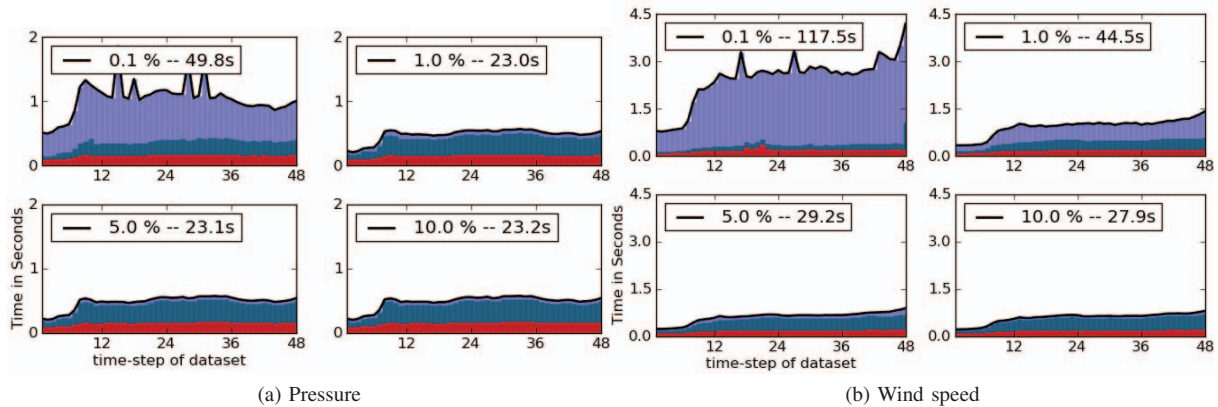 2
0.1 % -- 49.8s
1
0
12 24 36 48
2
1.0 % -- 23.0s
1
0
12 24 36 48
2
5.0 % -- 23.1s
1
0
12 24 36 48
2
10.0 % -- 23.2s
1
0
12 24 36 48
Time in Seconds
time-step of dataset
(a) Pressure
4.5
0.1 % -- 117.5s
3.0
1.5
0.0
12 24 36 48
4.5
1.0 % -- 44.5s
3.0
1.5
0.0
12 24 36 48
4.5
5.0 % -- 29.2s
3.0
1.5
0.0
12 24 36 48
4.5
10.0 % -- 27.9s
3.0
1.5
0.0
12 24 36 48
Time in Seconds
time-step of dataset
(b) Wind speed